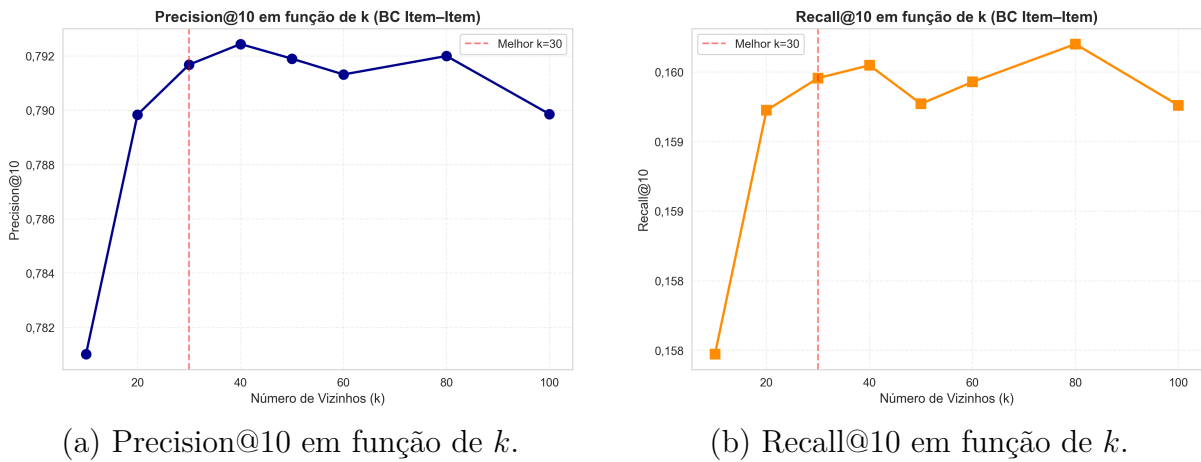 Precision@10 em função de k (BC Item–Item)
Melhor k=30
0,792
0,790
0,788
0,786
0,784
0,782
Precision@10
20
40
60
80
100
Número de Vizinhos (k)
(a) Precision@10 em função de k.
Recall@10 em função de k (BC Item–Item)
Melhor k=30
0,160
0,159
0,159
0,158
0,158
Recall@10
20
40
60
80
100
Número de Vizinhos (k)
(b) Recall@10 em função de k.